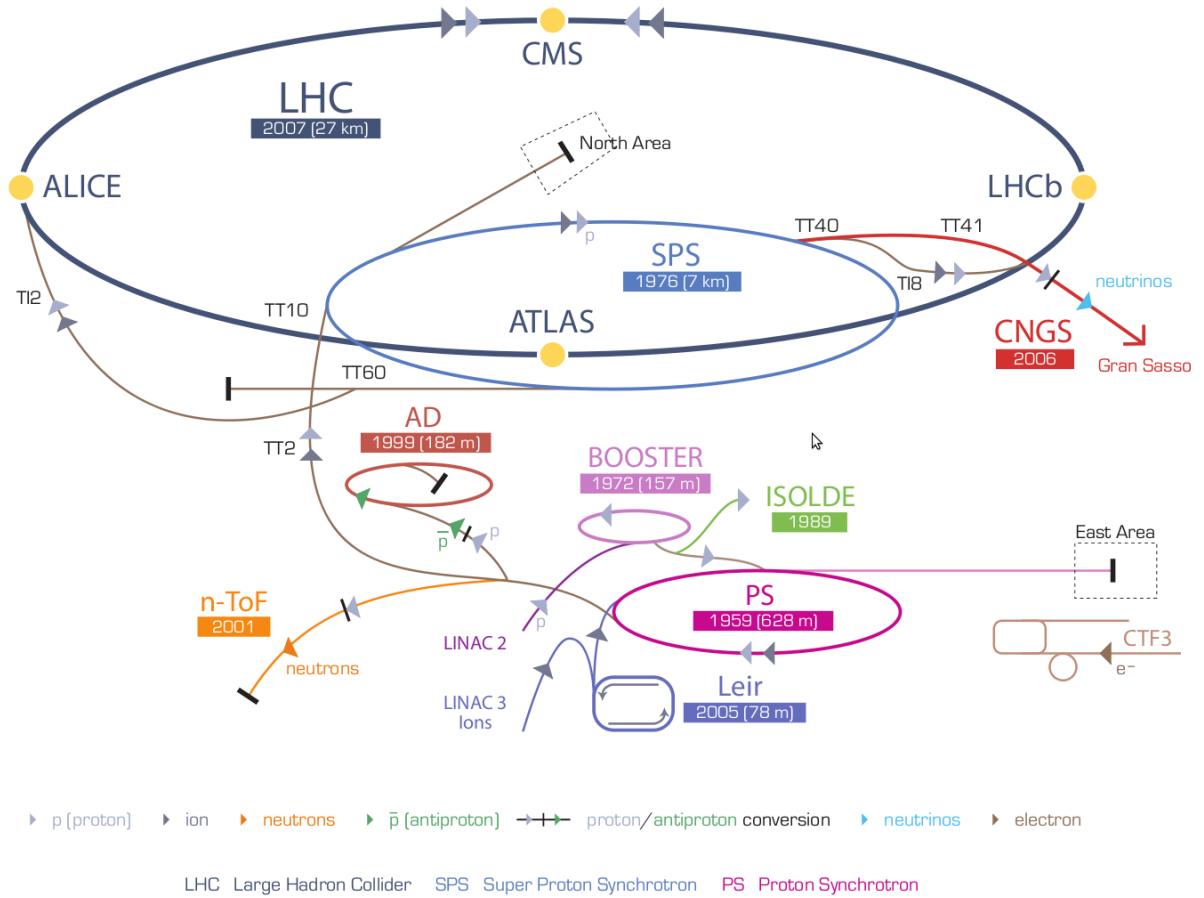 CMS
LHC
2007 (27 km)
North Area
ALICE
LHCb
p
TT40
TT41
SPS
1976 (7 km)
TI8
neutrinos
TI2
TT10
ATLAS
CNGS
2006
Gran Sasso
TT60
AD
1999 (182 m)
TT2
BOOSTER
1972 (157 m)
ISOLDE
1989
p̅
p
East Area
n-ToF
2001
neutrons
PS
1959 (628 m)
p
LINAC 2
CTF3
e⁻
LINAC 3
Ions
Leir
2005 (78 m)
p (proton)
ion
neutrons
p̅ (antiproton)
proton/antiproton conversion
neutrinos
electron
LHC Large Hadron Collider
SPS Super Proton Synchrotron
PS Proton Synchrotron